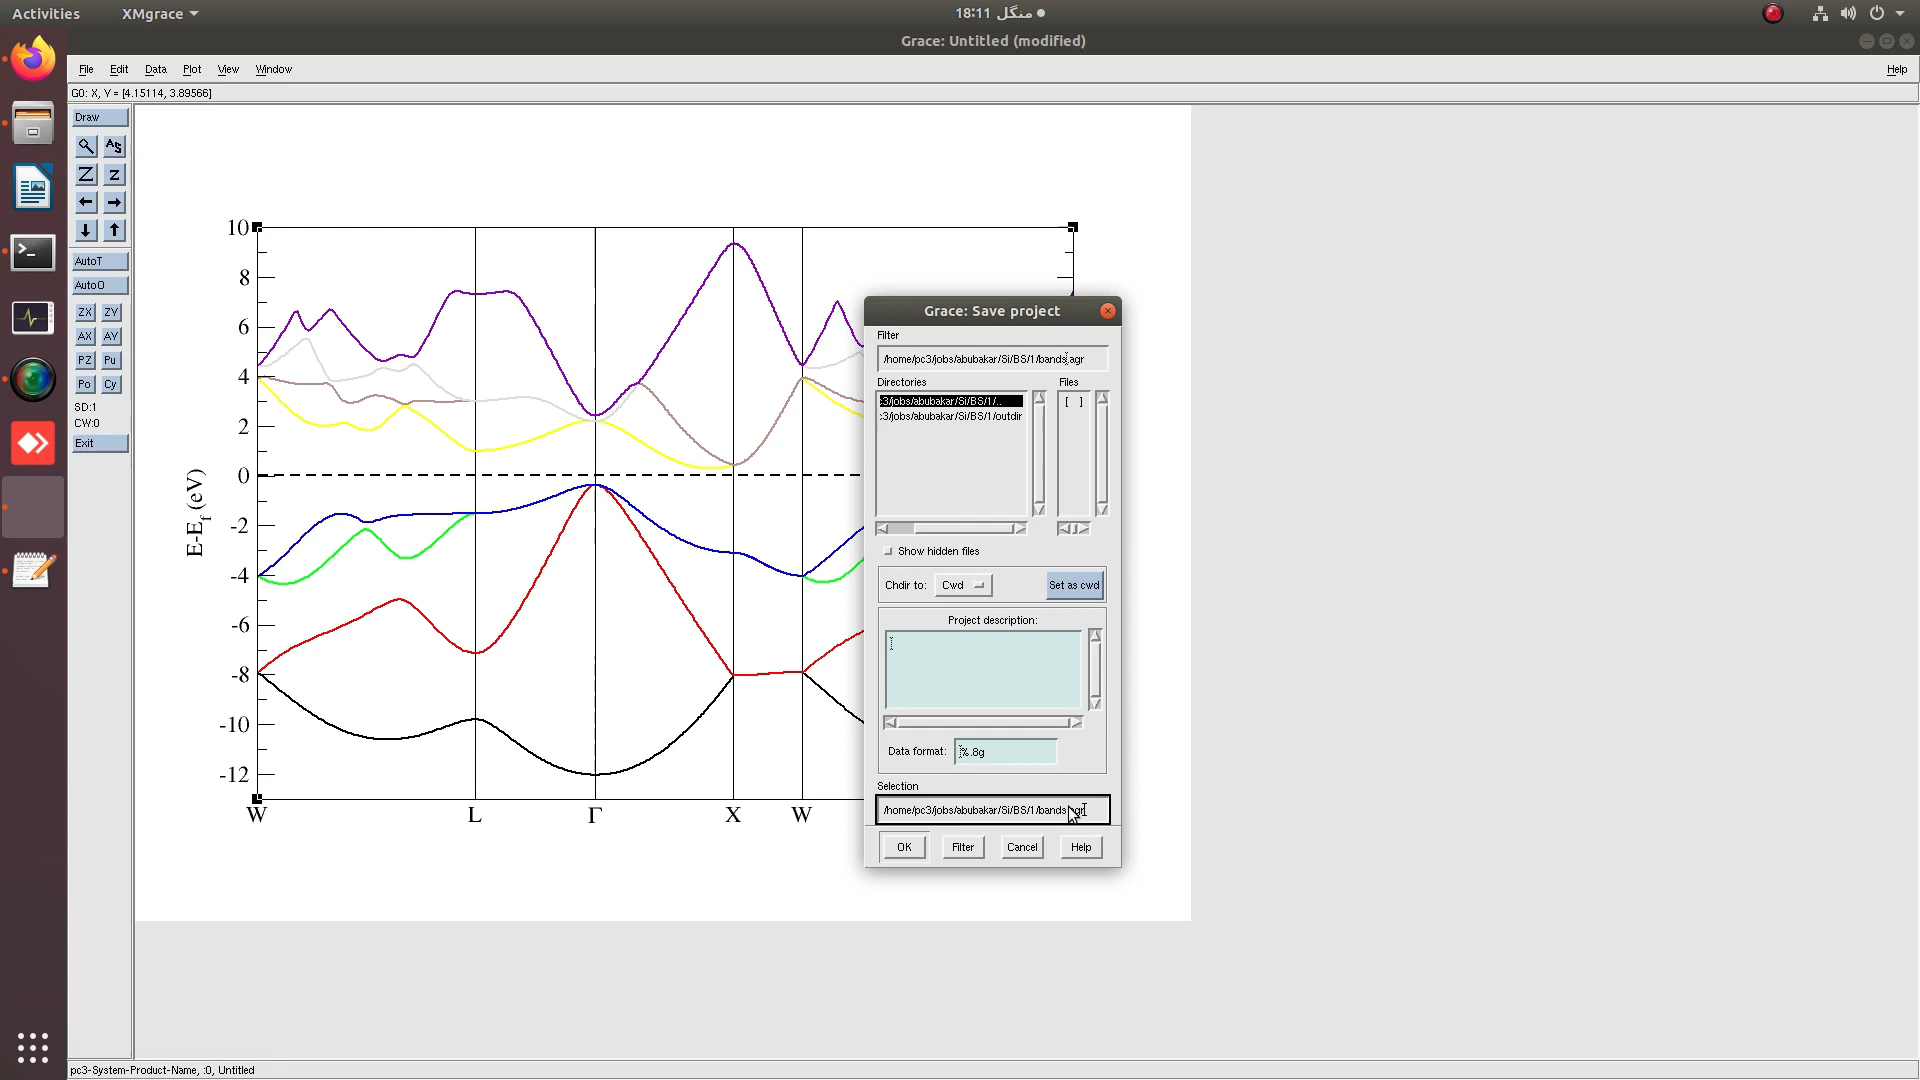 Activities
XMgrace
منگل 18:11
Grace: Untitled (modified)
File Edit Data Plot View Window Help
G0: X, Y = [4.15114, 3.89566]
Draw
AS
Z z
AutoT
AutoO
ZX ZY
AX AY
PZ Pu
Po Cy
SD:1
CW:0
Exit
10
8
6
4
2
0
-2
-4
-6
-8
-10
-12
E-Ef (eV)
W L Γ X W
Grace: Save project
Filter
/home/pc3/jobs/abubakar/Si/BS/1/bands.agr
Directories Files
:3/jobs/abubakar/Si/BS/1/.. [ ]
:3/jobs/abubakar/Si/BS/1/outdir
Show hidden files
Chdir to: Cwd Set as cwd
Project description:
Data format: %.8g
Selection
/home/pc3/jobs/abubakar/Si/BS/1/bands.agr
OK Filter Cancel Help
pc3-System-Product-Name, :0, Untitled